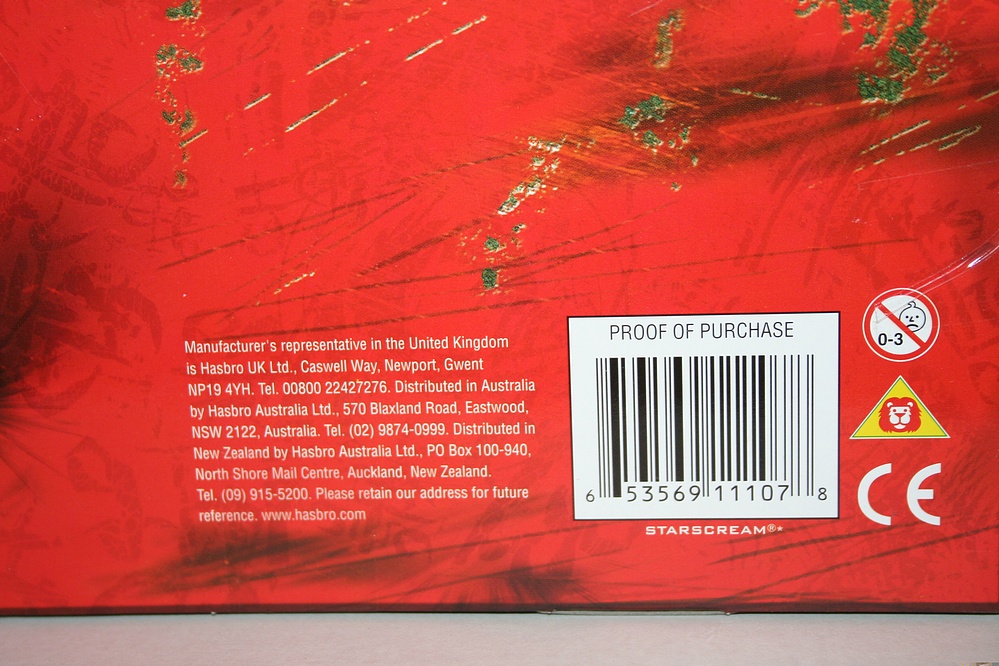 Manufacturer's representative in the United Kingdom
is Hasbro UK Ltd., Caswell Way, Newport, Gwent
NP19 4YH. Tel. 00800 22427276. Distributed in Australia
by Hasbro Australia Ltd., 570 Blaxland Road, Eastwood,
NSW 2122, Australia. Tel. (02) 9874-0999. Distributed in
New Zealand by Hasbro Australia Ltd., PO Box 100-940,
North Shore Mail Centre, Auckland, New Zealand.
Tel. (09) 915-5200. Please retain our address for future
reference. www.hasbro.com
PROOF OF PURCHASE
6 53569 11107 8
STARSCREAM®*
0-3
CE